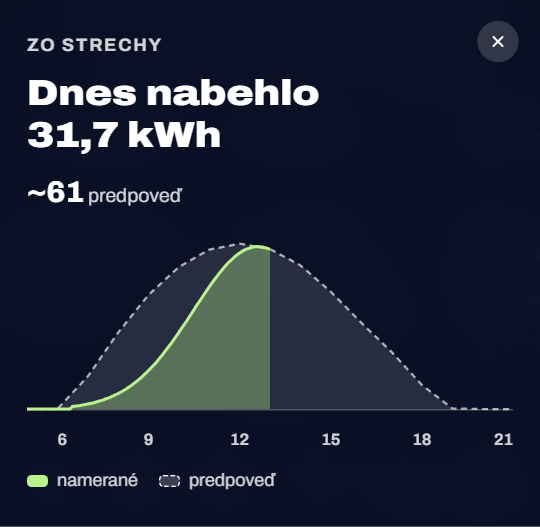 ZO STRECHY
Dnes nabehlo
31,7 kWh
~61 predpoveď
6 9 12 15 18 21
namerané predpoveď